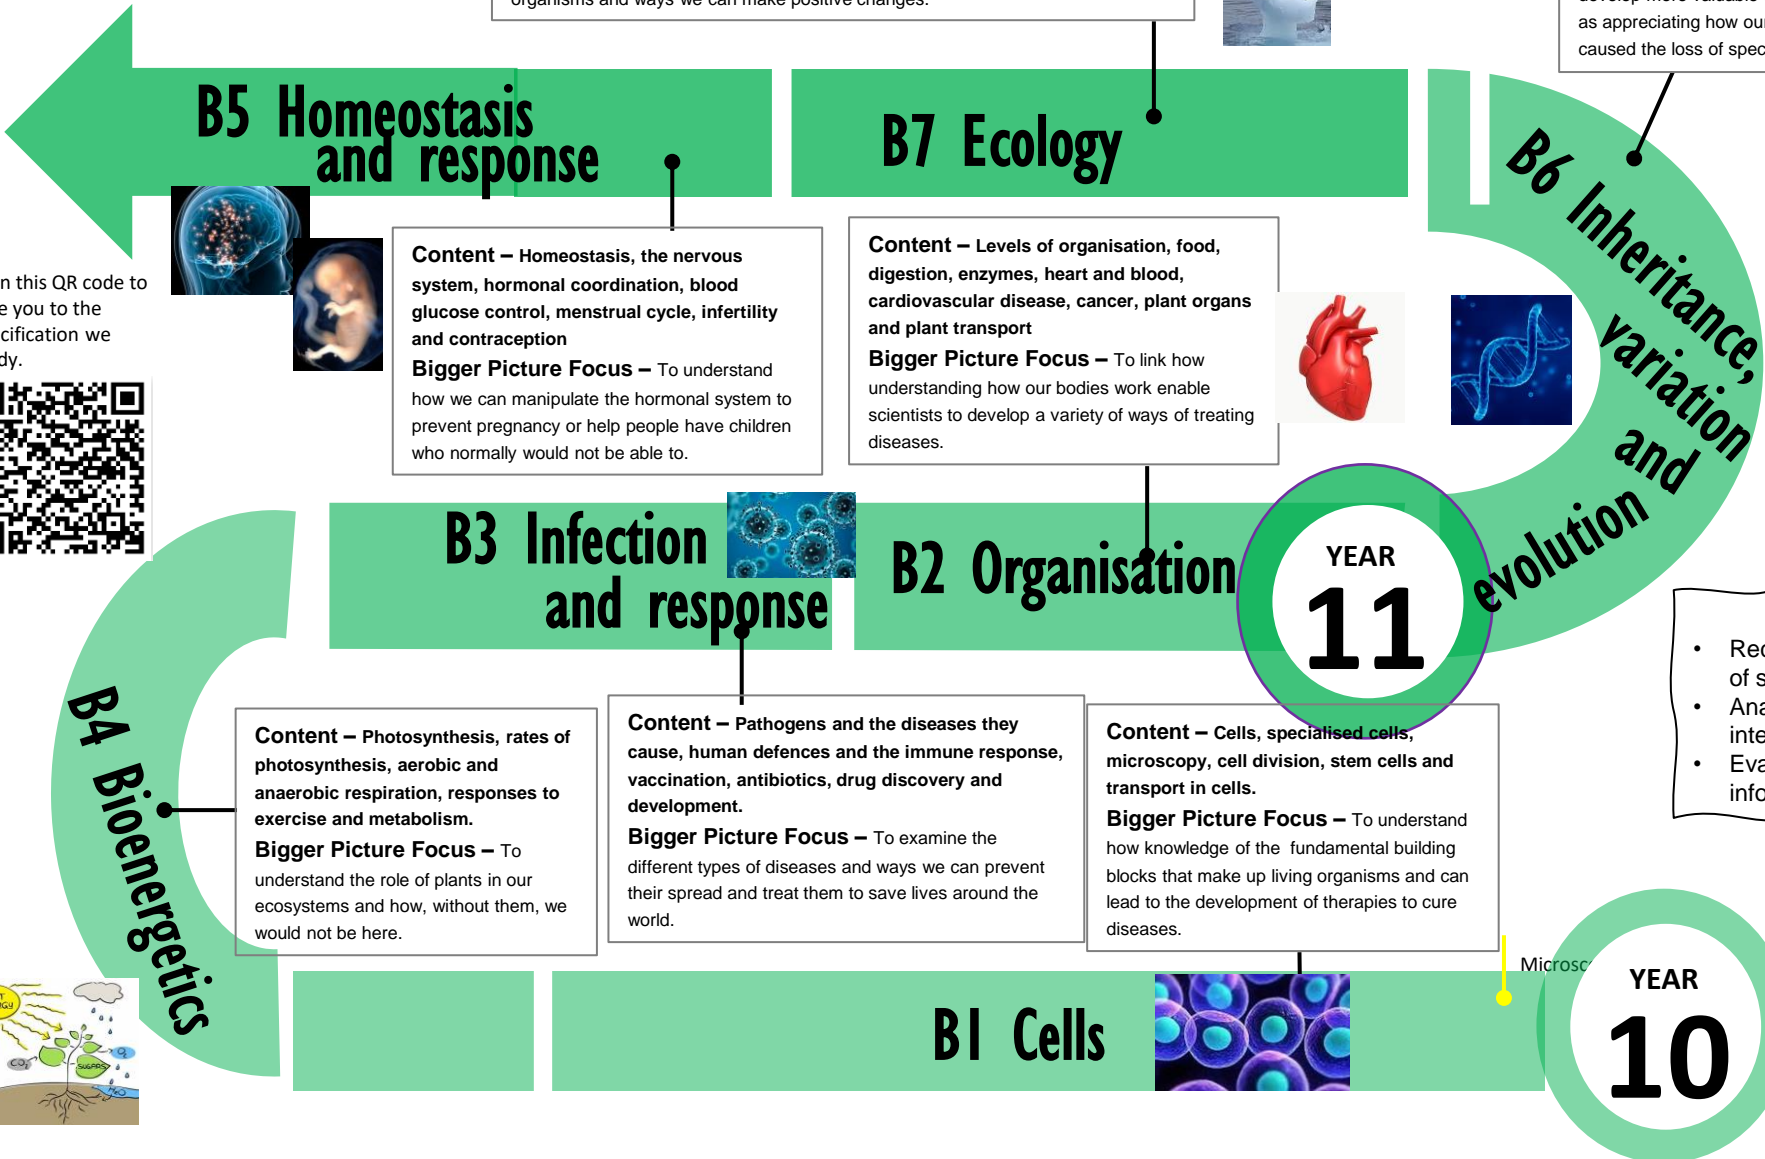 organisms and ways we can make positive changes.
as appreciating how our
caused the loss of spec
B5 Homeostasis
and response
B7 Ecology
B6 Inheritance,
variation
and
evolution
n this QR code to
e you to the
cification we
dy.
Content – Homeostasis, the nervous
system, hormonal coordination, blood
glucose control, menstrual cycle, infertility
and contraception
Bigger Picture Focus – To understand
how we can manipulate the hormonal system to
prevent pregnancy or help people have children
who normally would not be able to.
Content – Levels of organisation, food,
digestion, enzymes, heart and blood,
cardiovascular disease, cancer, plant organs
and plant transport
Bigger Picture Focus – To link how
understanding how our bodies work enable
scientists to develop a variety of ways of treating
diseases.
B3 Infection
and response
B2 Organisation
YEAR
11
• Rec
of s
• Ana
inte
• Eva
info
B4 Bioenergetics
Content – Photosynthesis, rates of
photosynthesis, aerobic and
anaerobic respiration, responses to
exercise and metabolism.
Bigger Picture Focus – To
understand the role of plants in our
ecosystems and how, without them, we
would not be here.
Content – Pathogens and the diseases they
cause, human defences and the immune response,
vaccination, antibiotics, drug discovery and
development.
Bigger Picture Focus – To examine the
different types of diseases and ways we can prevent
their spread and treat them to save lives around the
world.
Content – Cells, specialised cells,
microscopy, cell division, stem cells and
transport in cells.
Bigger Picture Focus – To understand
how knowledge of the fundamental building
blocks that make up living organisms and can
lead to the development of therapies to cure
diseases.
Microsc
YEAR
10
B1 Cells
CO2
O2
SUGARS
H2O